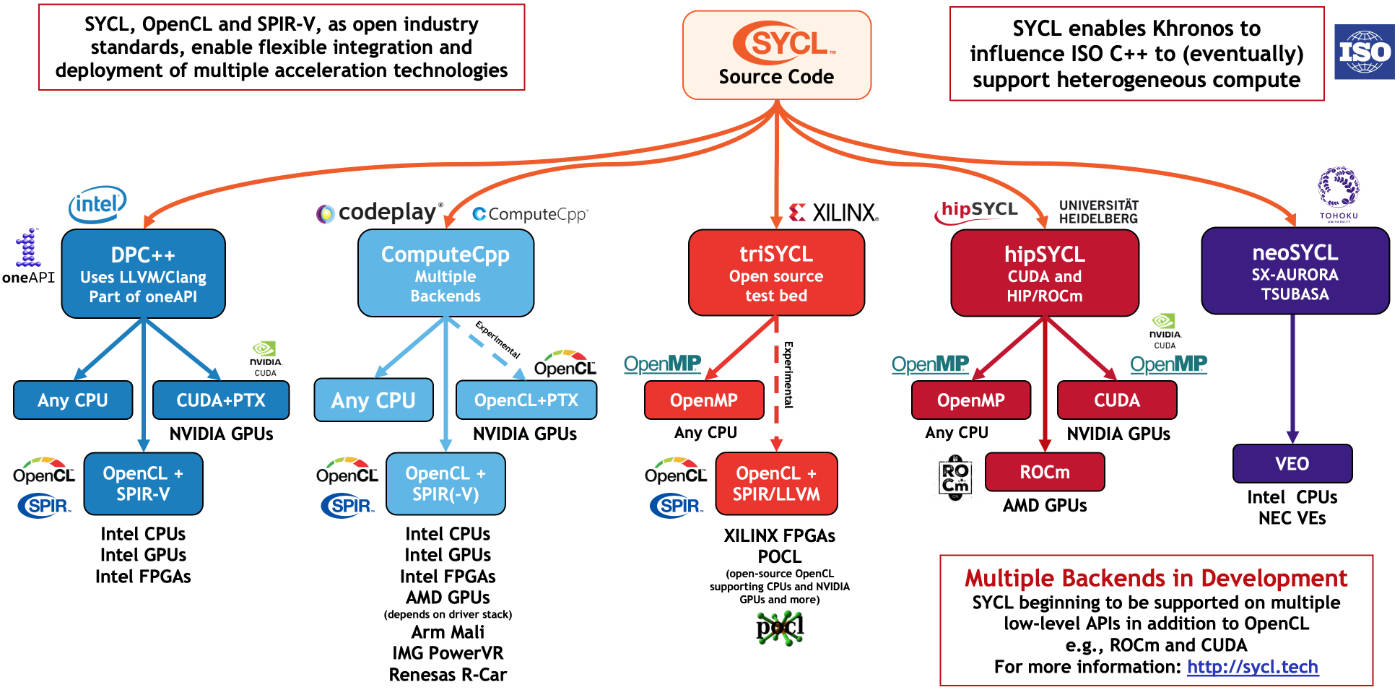 SYCL, OpenCL and SPIR-V, as open industry
standards, enable flexible integration and
deployment of multiple acceleration technologies
SYCL™
Source Code
SYCL enables Khronos to
influence ISO C++ to (eventually)
support heterogeneous compute
ISO
intel
oneAPI
DPC++
Uses LLVM/Clang
Part of oneAPI
NVIDIA
CUDA
Any CPU
CUDA+PTX
NVIDIA GPUs
OpenCL
SPIR™
OpenCL +
SPIR-V
Intel CPUs
Intel GPUs
Intel FPGAs
codeplay®
ComputeCpp™
ComputeCpp
Multiple
Backends
Experimental
OpenCL
Any CPU
OpenCL+PTX
NVIDIA GPUs
OpenCL
SPIR™
OpenCL +
SPIR(-V)
Intel CPUs
Intel GPUs
Intel FPGAs
AMD GPUs
(depends on driver stack)
Arm Mali
IMG PowerVR
Renesas R-Car
XILINX®
triSYCL
Open source
test bed
Experimental
OpenMP
OpenMP
Any CPU
OpenCL
SPIR™
OpenCL +
SPIR/LLVM
XILINX FPGAs
POCL
(open-source OpenCL
supporting CPUs and NVIDIA
GPUs and more)
pocl
hipSYCL
UNIVERSITÄT
HEIDELBERG
hipSYCL
CUDA and
HIP/ROCm
NVIDIA
CUDA
OpenMP
OpenMP
OpenMP
CUDA
Any CPU
NVIDIA GPUs
ROCm
ROCm
AMD GPUs
TOHOKU
UNIVERSITY
neoSYCL
SX-AURORA
TSUBASA
VEO
Intel CPUs
NEC VEs
Multiple Backends in Development
SYCL beginning to be supported on multiple
low-level APIs in addition to OpenCL
e.g., ROCm and CUDA
For more information: http://sycl.tech